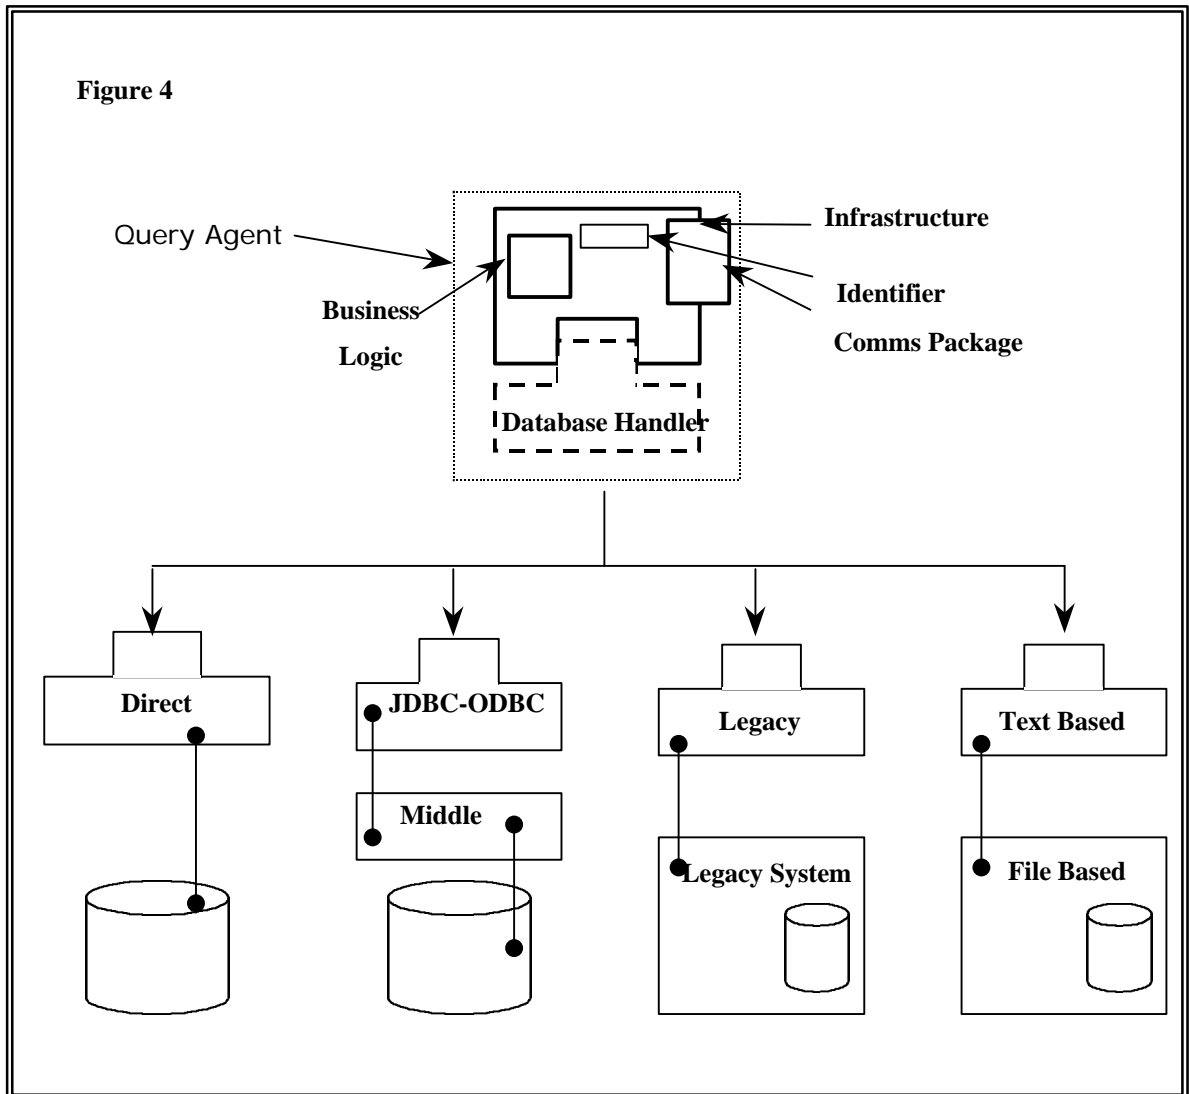 Figure 4
Query Agent
Infrastructure
Identifier
Business
Logic
Comms Package
Database Handler
Direct
JDBC-ODBC
Legacy
Text Based
Middle
Legacy System
File Based